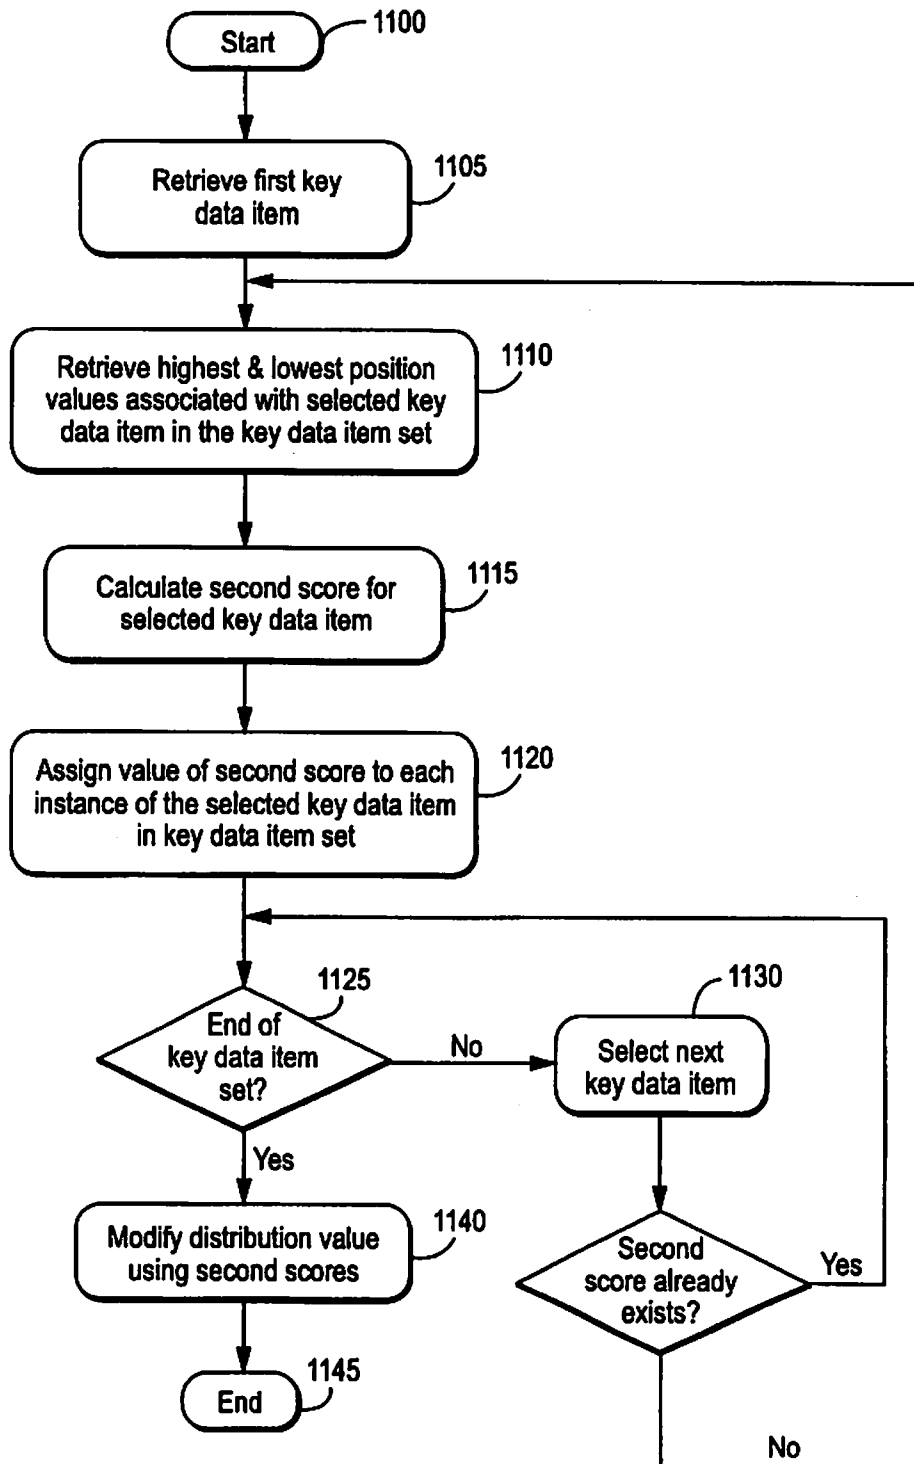 Start
1100
Retrieve first key
data item
1105
Retrieve highest & lowest position
values associated with selected key
data item in the key data item set
1110
Calculate second score for
selected key data item
1115
Assign value of second score to each
instance of the selected key data item
in key data item set
1120
End of
key data item
set?
1125
No
Select next
key data item
1130
Yes
Modify distribution value
using second scores
1140
Second
score already
exists?
Yes
End
1145
No